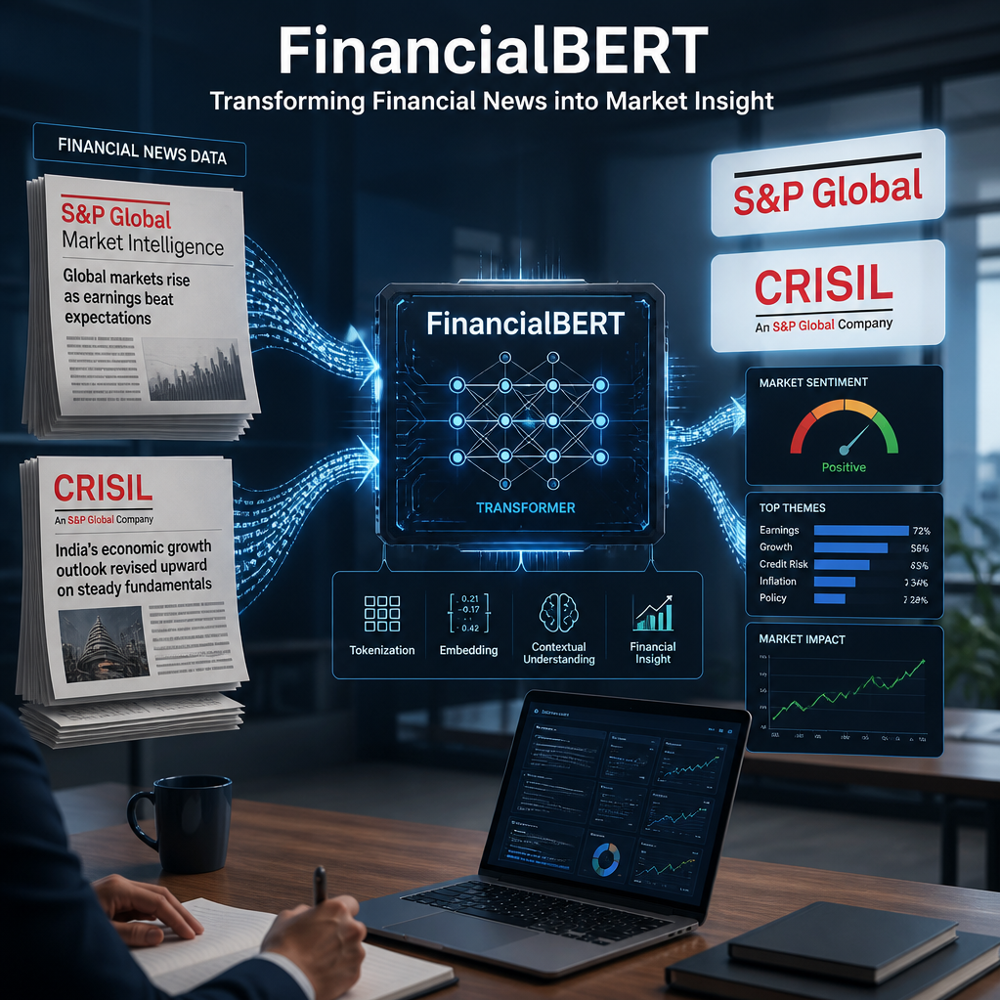 FinancialBERT
Transforming Financial News into Market Insight
FINANCIAL NEWS DATA
S&P Global
Market Intelligence
Global markets rise
as earnings beat
expectations
CRISIL
An S&P Global Company
India's economic growth
outlook revised upward
on steady fundamentals
FinancialBERT
TRANSFORMER
Tokenization
0.21
-0.17
0.42
Embedding
Contextual
Understanding
Financial
Insight
S&P Global
CRISIL
An S&P Global Company
MARKET SENTIMENT
Positive
TOP THEMES
Earnings 72%
Growth
Credit Risk
Inflation
Policy
MARKET IMPACT